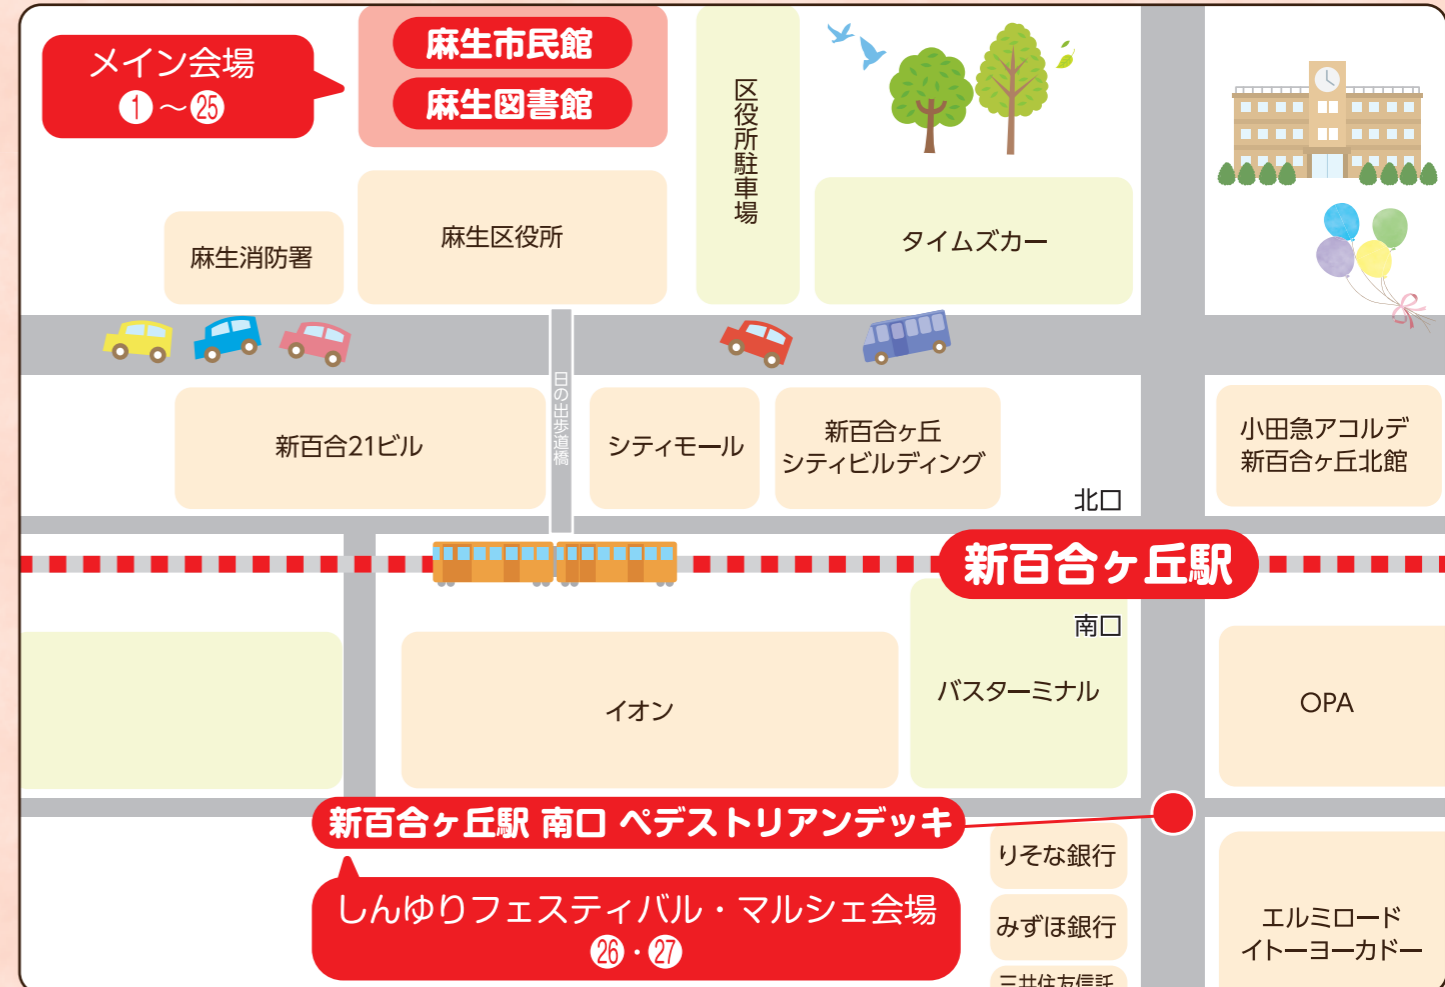 メイン会場
①～㉕
麻生市民館
麻生図書館
区役所駐車場
麻生消防署
麻生区役所
タイムズカー
日の出歩道橋
新百合21ビル
シティモール
新百合ヶ丘
シティビルディング
小田急アコルデ
新百合ヶ丘北館
北口
新百合ヶ丘駅
南口
イオン
バスターミナル
OPA
新百合ヶ丘駅 南口 ペデストリアンデッキ
しんゆりフェスティバル・マルシェ会場
㉖・㉗
りそな銀行
みずほ銀行
三井住友信託
エルミロード
イトーヨーカドー